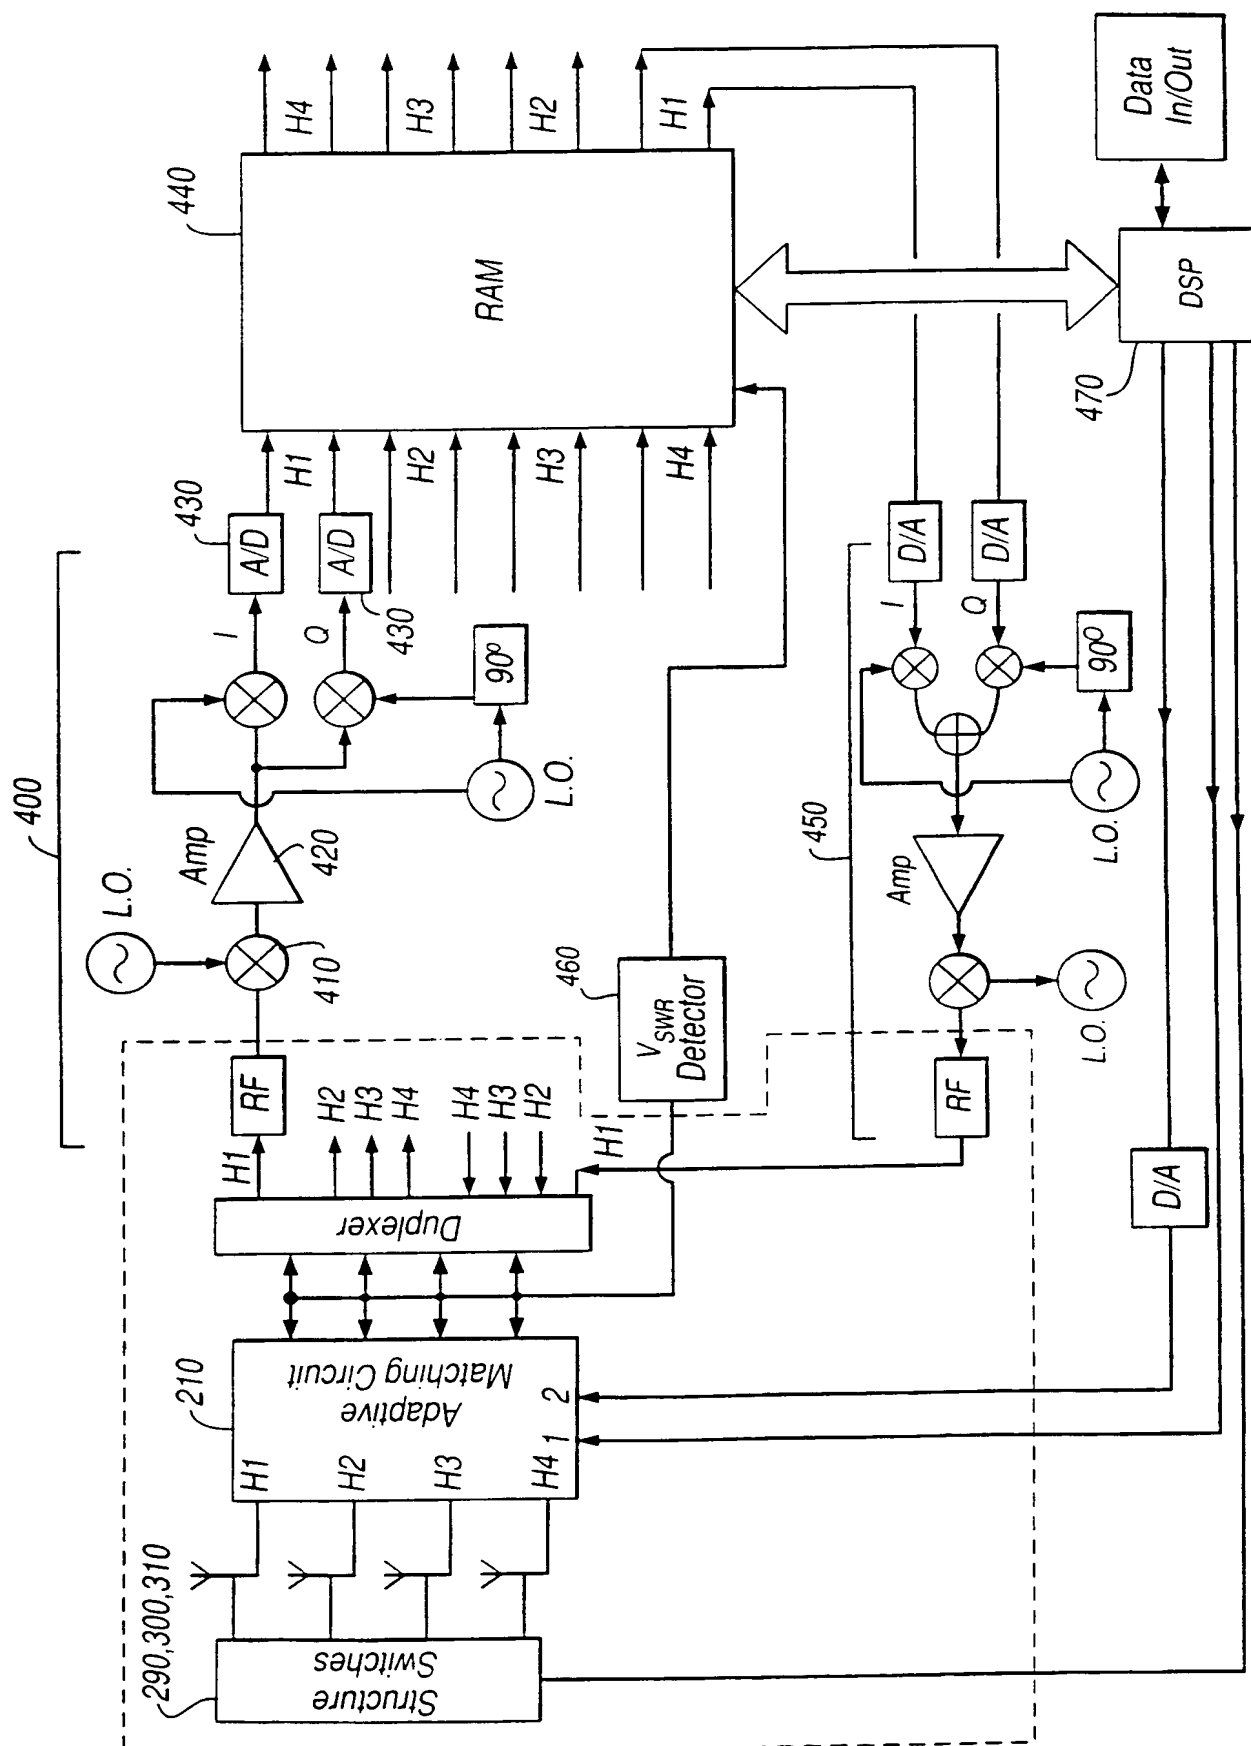 400
L.O.
Amp
410
420
I
Q
430
A/D
A/D
430
90º
L.O.
H1
H2
H3
H4
440
RAM
H4
H3
H2
H1
290,300,310
Structure
Switches
210
H1
H2
H3
H4
1
2
Adaptive
Matching Circuit
Duplexer
H1
RF
H2
H3
H4
H4
H3
H2
H1
460
VSWR
Detector
450
RF
L.O.
Amp
L.O.
90º
I
Q
D/A
D/A
D/A
470
DSP
Data
In/Out